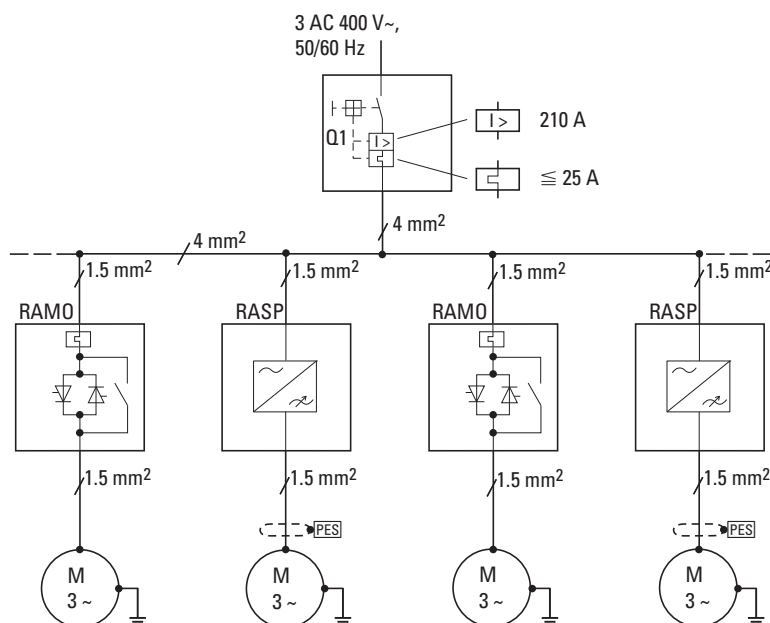 3 AC 400 V~,
50/60 Hz
Q1
I >
I >
210 A
≦ 25 A
4 mm²
4 mm²
1.5 mm²
1.5 mm²
1.5 mm²
1.5 mm²
RAMO
RASP
RAMO
RASP
1.5 mm²
1.5 mm²
1.5 mm²
1.5 mm²
PES
PES
M
3 ~
M
3 ~
M
3 ~
M
3 ~